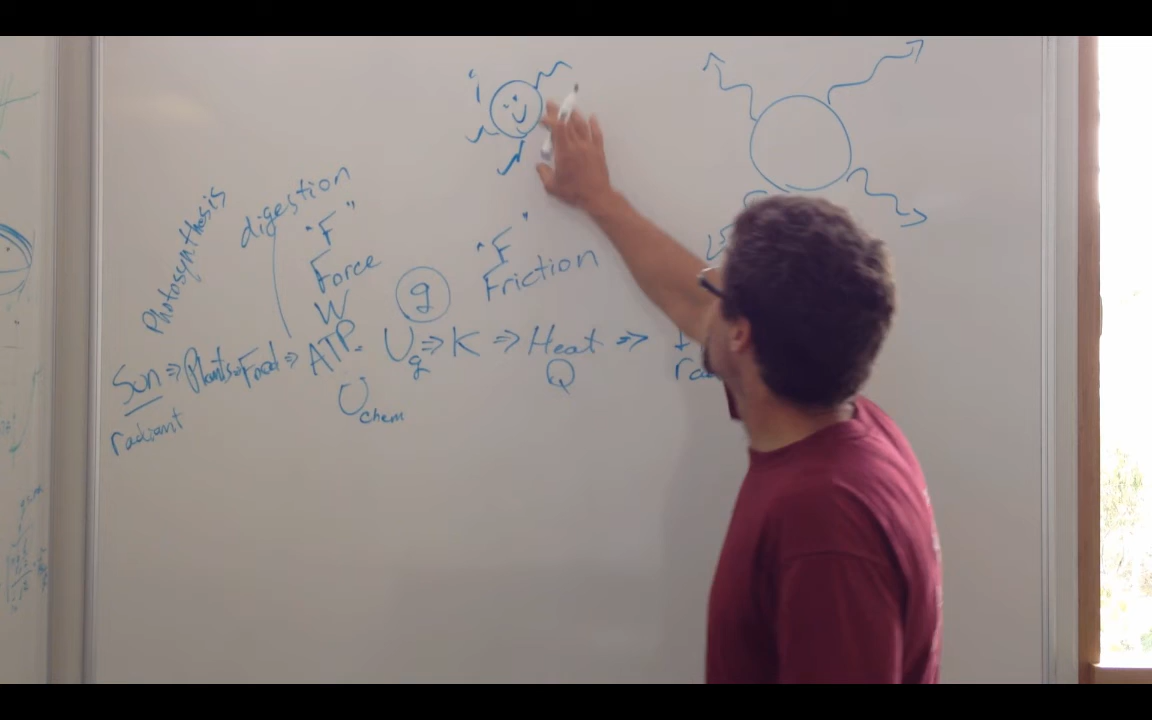 Photosynthesis
digestion
"F"
Force
W
g
"F"
Friction
Sun ⇒ Plants → Food ⇒ ATP. Ug ⇒ K ⇒ Heat ⇒
radiant
Uchem
Q